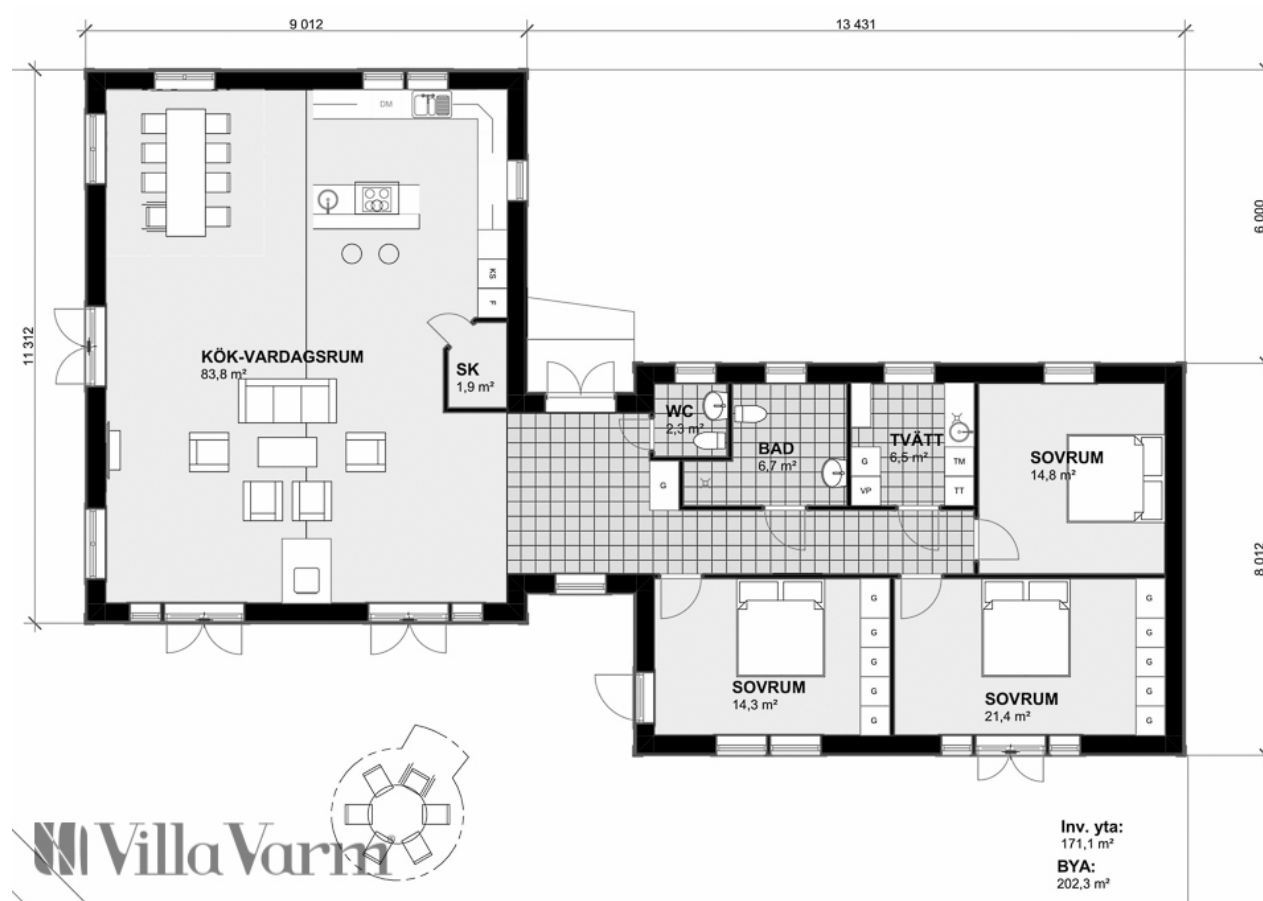 9 012
13 431
DM
6 000
KS
F
11 312
KÖK-VARDAGSRUM
83,8 m²
SK
1,9 m²
WC
2,3 m²
BAD
6,7 m²
TVÄTT
6,5 m²
SOVRUM
14,8 m²
G
TM
G
VP
TT
8 012
G
G
G
G
G
G
G
G
G
G
G
SOVRUM
14,3 m²
SOVRUM
21,4 m²
Villa Varm
Inv. yta:
171,1 m²
BYA:
202,3 m²